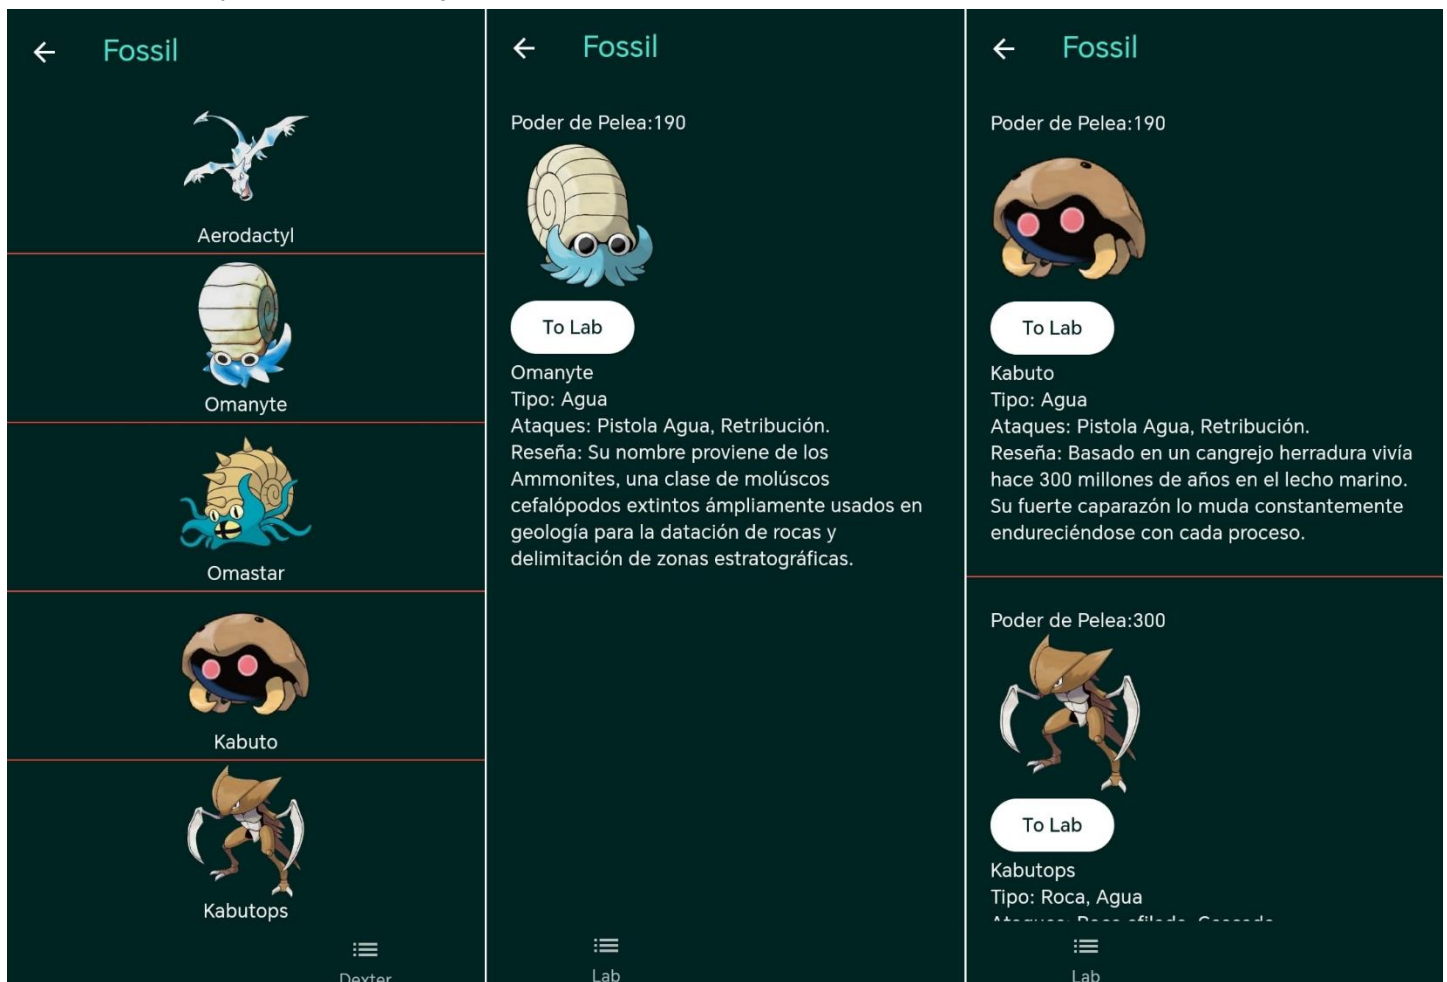 Fossil
Aerodactyl
Omanyte
Omastar
Kabuto
Kabutops
Dexter
Fossil
Poder de Pelea:190
To Lab
Omanyte
Tipo: Agua
Ataques: Pistola Agua, Retribución.
Reseña: Su nombre proviene de los
Ammonites, una clase de molúscos
cefalópodos extintos ámpliamente usados en
geología para la datación de rocas y
delimitación de zonas estratográficas.
Lab
Fossil
Poder de Pelea:190
To Lab
Kabuto
Tipo: Agua
Ataques: Pistola Agua, Retribución.
Reseña: Basado en un cangrejo herradura vivía
hace 300 millones de años en el lecho marino.
Su fuerte caparazón lo muda constantemente
endureciéndose con cada proceso.
Poder de Pelea:300
To Lab
Kabutops
Tipo: Roca, Agua
Ataques: Roca afilada, Cascada
Lab